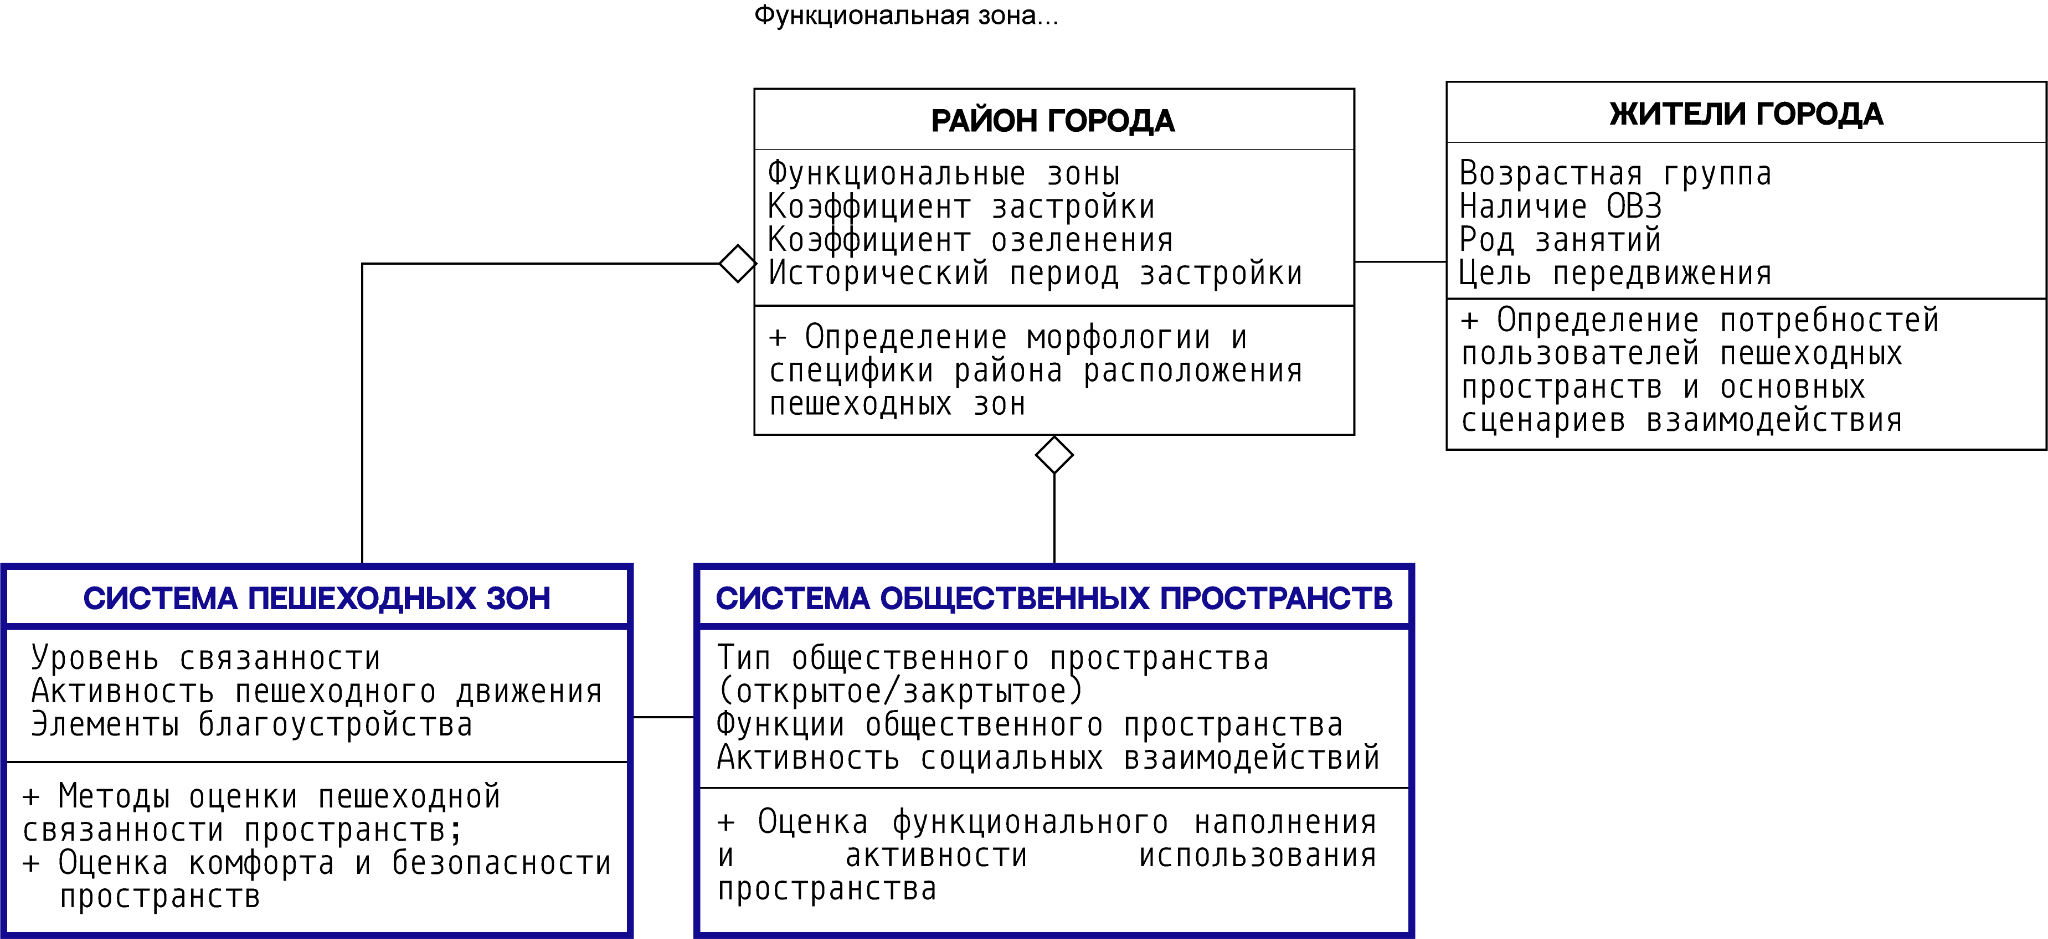 Функциональная зона...
РАЙОН ГОРОДА
Функциональные зоны
Коэффициент застройки
Коэффициент озеленения
Исторический период застройки
+ Определение морфологии и
специфики района расположения
пешеходных зон
ЖИТЕЛИ ГОРОДА
Возрастная группа
Наличие ОВЗ
Род занятий
Цель передвижения
+ Определение потребностей
пользователей пешеходных
пространств и основных
сценариев взаимодействия
СИСТЕМА ПЕШЕХОДНЫХ ЗОН
Уровень связанности
Активность пешеходного движения
Элементы благоустройства
+ Методы оценки пешеходной
связанности пространств;
+ Оценка комфорта и безопасности
пространств
СИСТЕМА ОБЩЕСТВЕННЫХ ПРОСТРАНСТВ
Тип общественного пространства
(открытое/закртытое)
Функции общественного пространства
Активность социальных взаимодействий
+ Оценка функционального наполнения
и активности использования
пространства